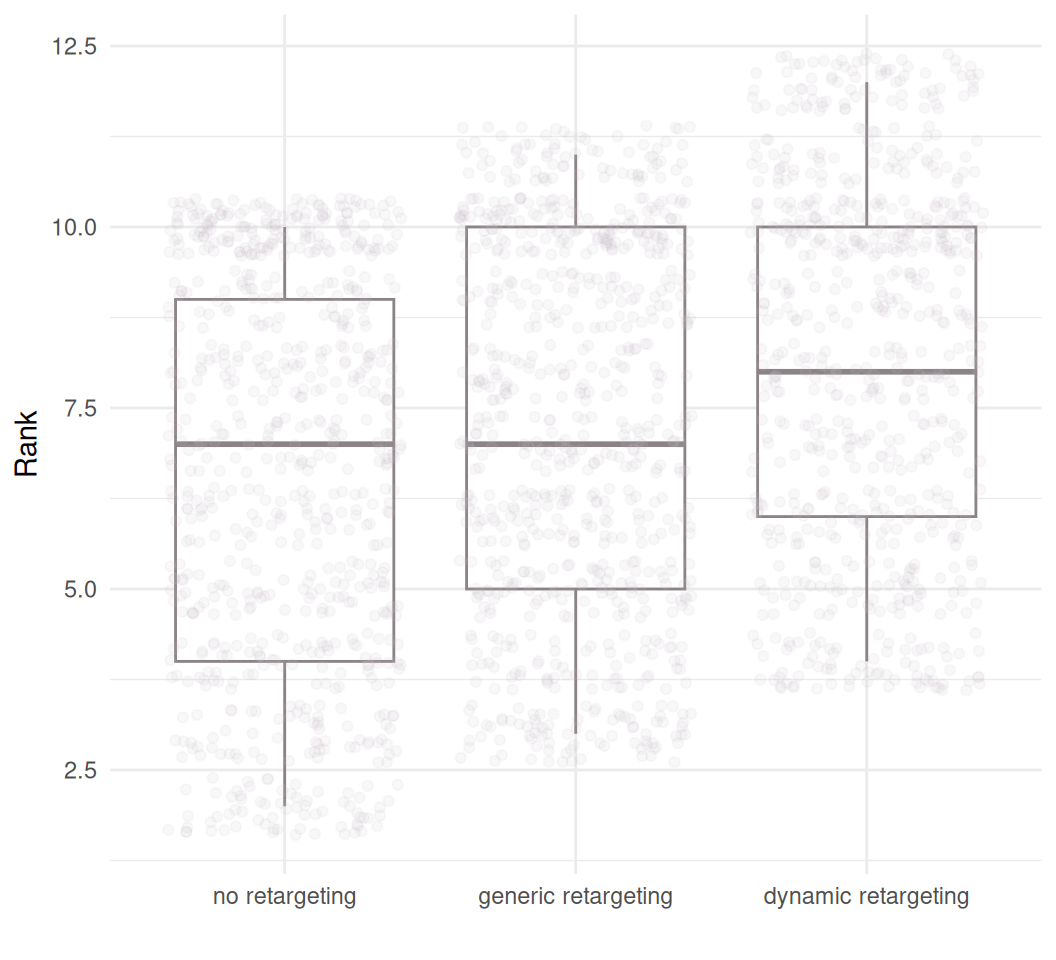 12.5
10.0
7.5
5.0
2.5
Rank
no retargeting
generic retargeting
dynamic retargeting